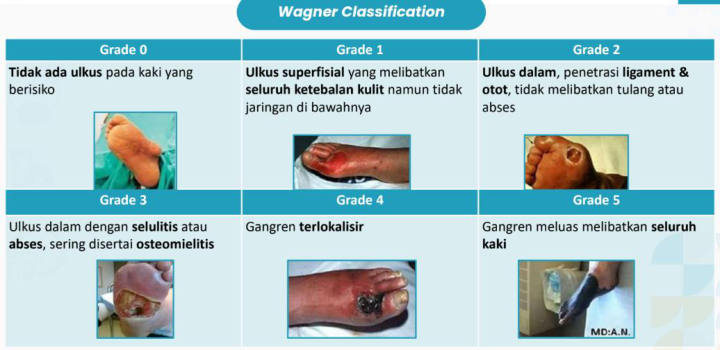 Wagner Classification
Grade 0
Grade 1
Grade 2
Tidak ada ulkus pada kaki yang
berisiko
Ulkus superfisial yang melibatkan
seluruh ketebalan kulit namun tidak
jaringan di bawahnya
Ulkus dalam, penetrasi ligament &
otot, tidak melibatkan tulang atau
abses
Grade 3
Grade 4
Grade 5
Ulkus dalam dengan selulitis atau
abses, sering disertai osteomielitis
Gangren terlokalisir
Gangren meluas melibatkan seluruh
kaki
MD:A.N.